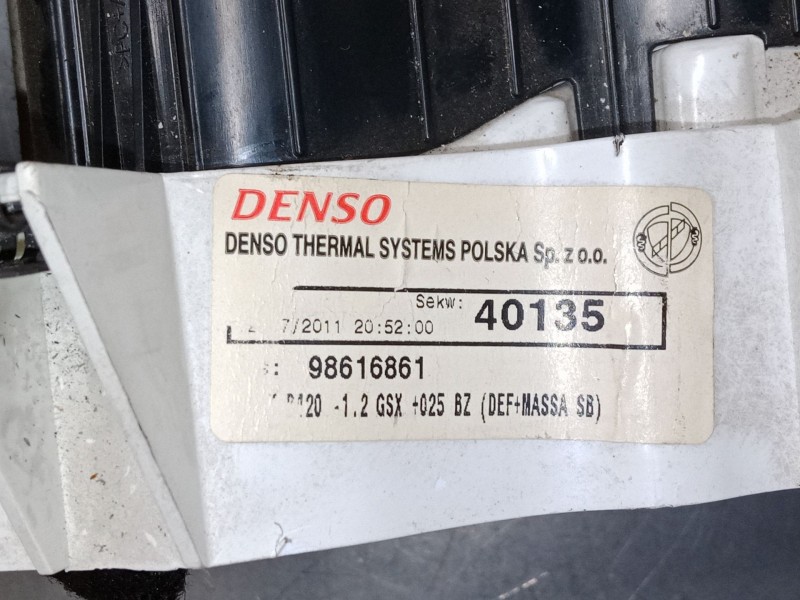 DENSO
DENSO THERMAL SYSTEMS POLSKA Sp. z o.o.
Sekw: 40135
7/2011 20:52:00
98616861
-1.2 GSX +025 BZ (DEF+MASSA SB)